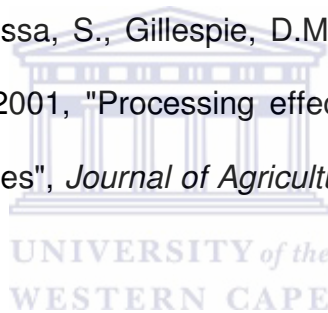 ssa, S., Gillespie, D.M
2001, "Processing effec
es", Journal of Agricultu
UNIVERSITY of the
WESTERN CAPE